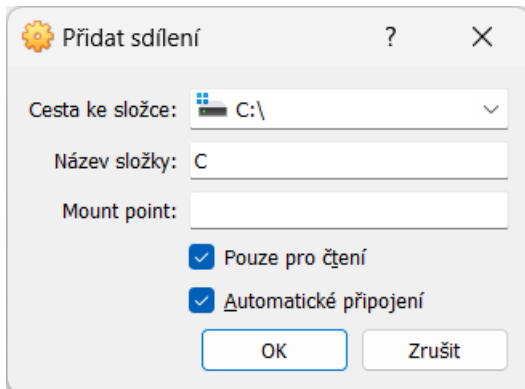 Přidat sdílení ?
Cesta ke složce: C:\
Název složky: C
Mount point:
Pouze pro čtení
Automatické připojení
OK Zrušit